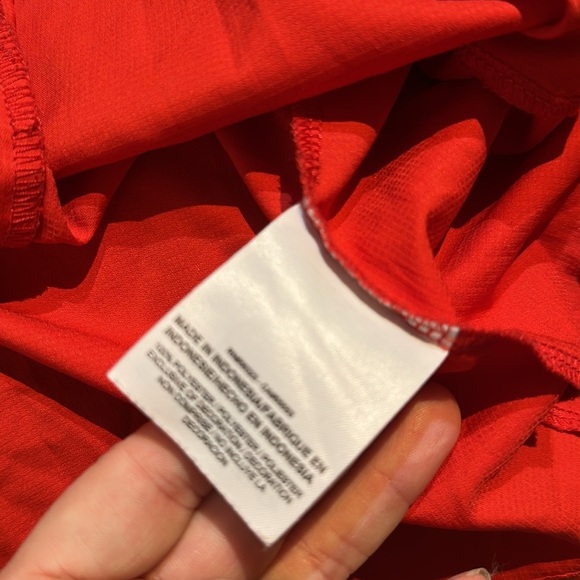 MADE IN INDONESIA/FABRIQUE EN
INDONESIE/HECHO EN INDONESIA
100% POLYESTER / POLYESTER / POLIESTER
EXCLUSIVE OF DECORATION / DECORATION
NON COMPRISE / NO INCLUYE LA
DECORACION